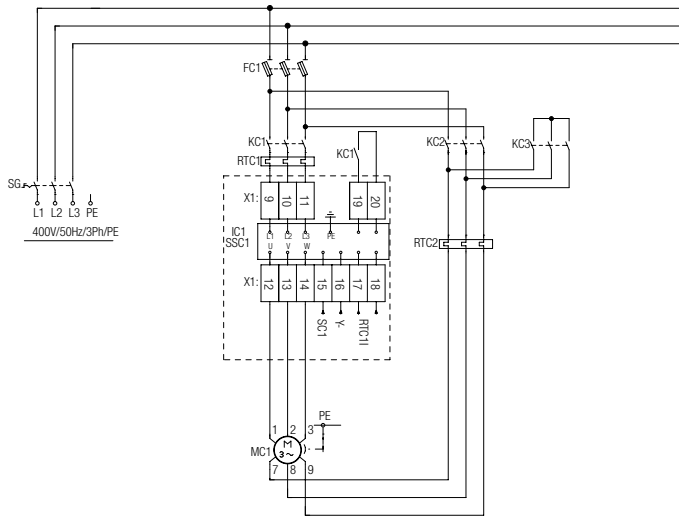 FC1
KC1
KC1
KC2
KC3
RTC1
SG
L1 L2 L3 PE
400V/50Hz/3Ph/PE
X1: 9 10 11 19 20
IC1
SSC1
L1 L2 L3 PE
U V W
RTC2
X1: 12 13 14 15 16 17 18
SC1 Y- RTC1I
PE
1 2 3
MC1
M
3~
7 8 9